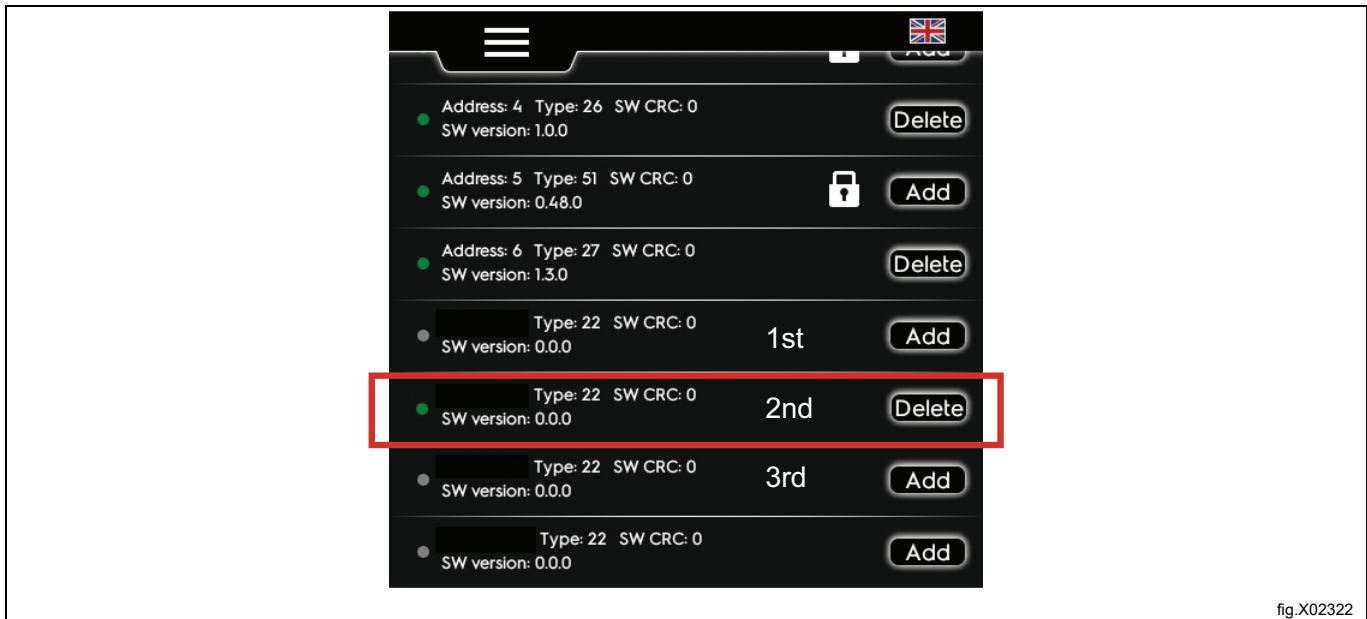 Add
Address: 4 Type: 26 SW CRC: 0
SW version: 1.0.0
Delete
Address: 5 Type: 51 SW CRC: 0
SW version: 0.48.0
Add
Address: 6 Type: 27 SW CRC: 0
SW version: 1.3.0
Delete
Type: 22 SW CRC: 0
SW version: 0.0.0
1st
Add
Type: 22 SW CRC: 0
SW version: 0.0.0
2nd
Delete
Type: 22 SW CRC: 0
SW version: 0.0.0
3rd
Add
Type: 22 SW CRC: 0
SW version: 0.0.0
Add
fig.X02322